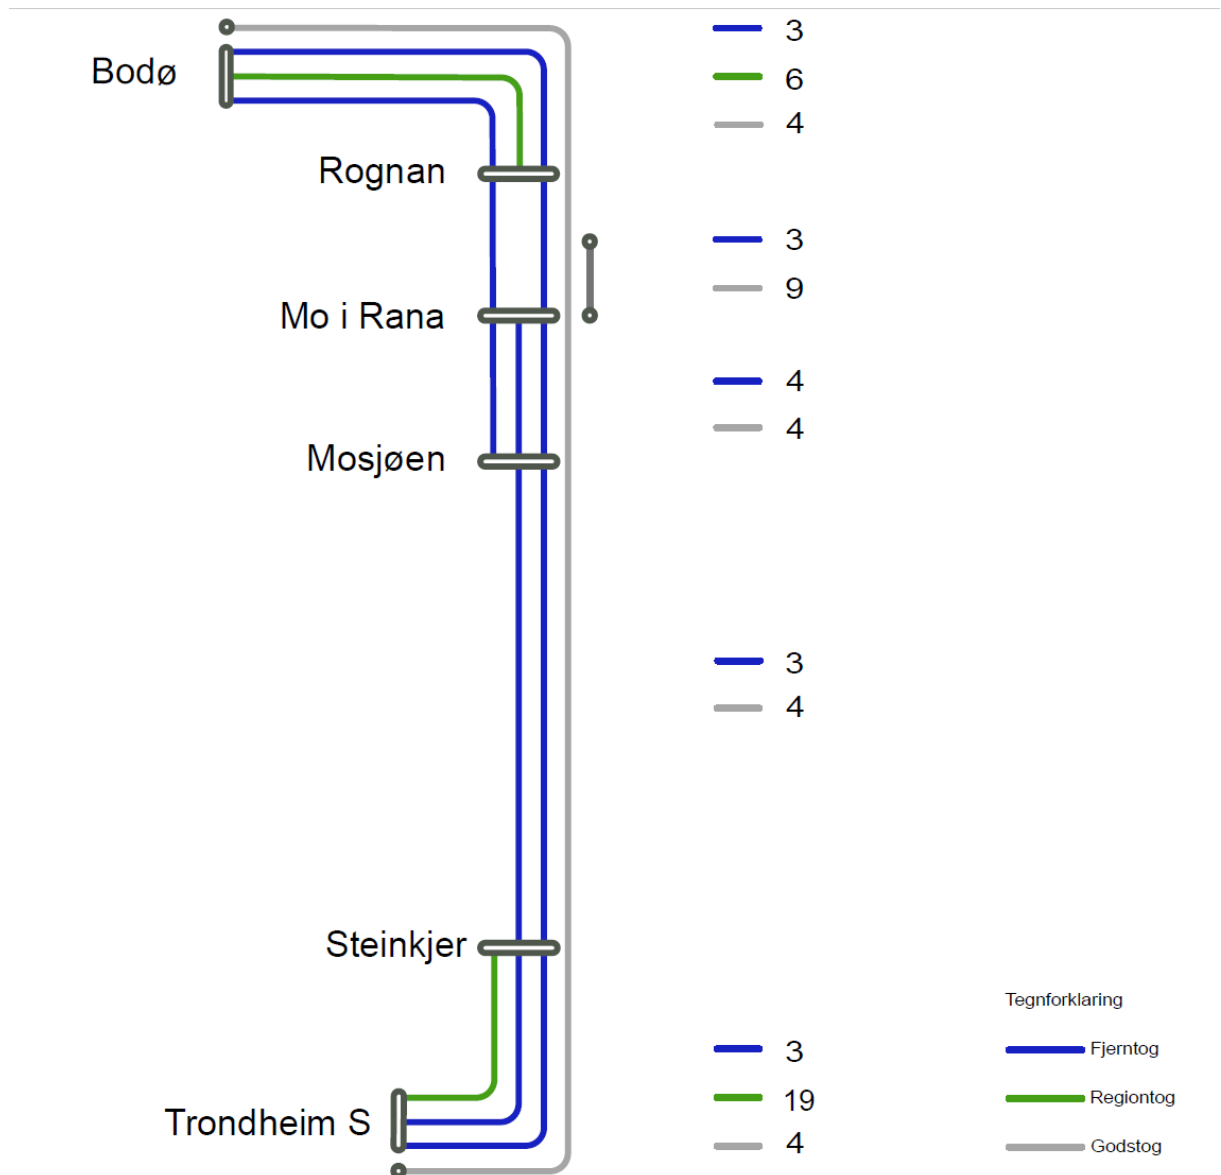 3
Bodø
6
4
Rognan
3
9
Mo i Rana
4
4
Mosjøen
3
4
Steinkjer
Tegnforklaring
3
Fjerntog
19
Regiontog
Trondheim S
4
Godstog